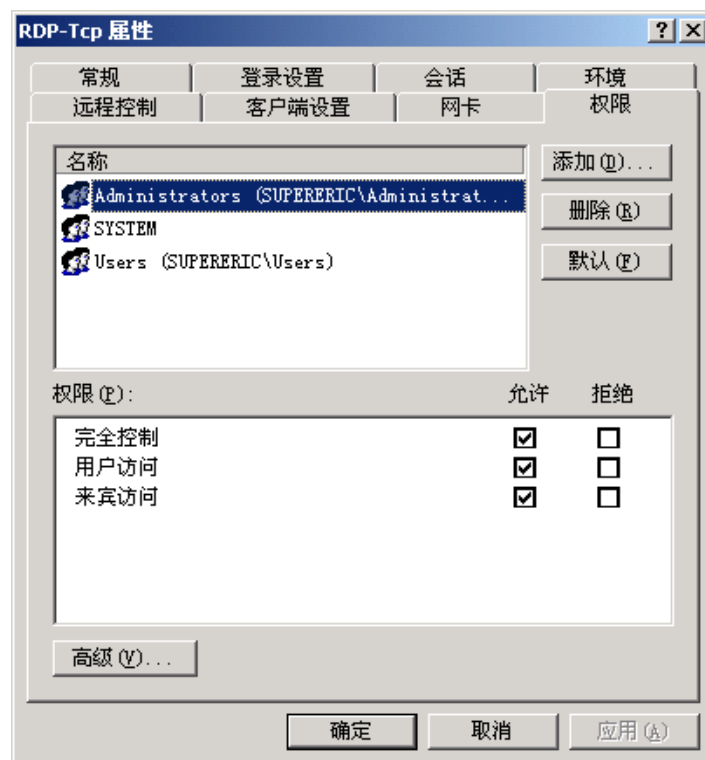 RDP-Tcp 属性
常规 登录设置 会话 环境
远程控制 客户端设置 网卡 权限
名称
Administrators (SUPERERIC\Administrat...
SYSTEM
Users (SUPERERIC\Users)
添加(D)...
删除(R)
默认(F)
权限(P): 允许 拒绝
完全控制
用户访问
来宾访问
高级(V)...
确定 取消 应用(A)